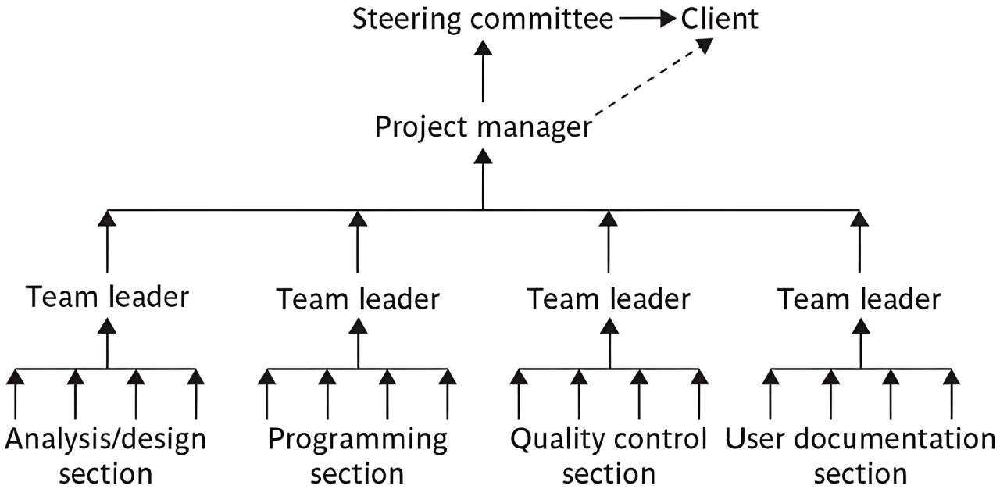 Steering committee
Client
Project manager
Team leader
Team leader
Team leader
Team leader
Analysis/design
section
Programming
section
Quality control
section
User documentation
section